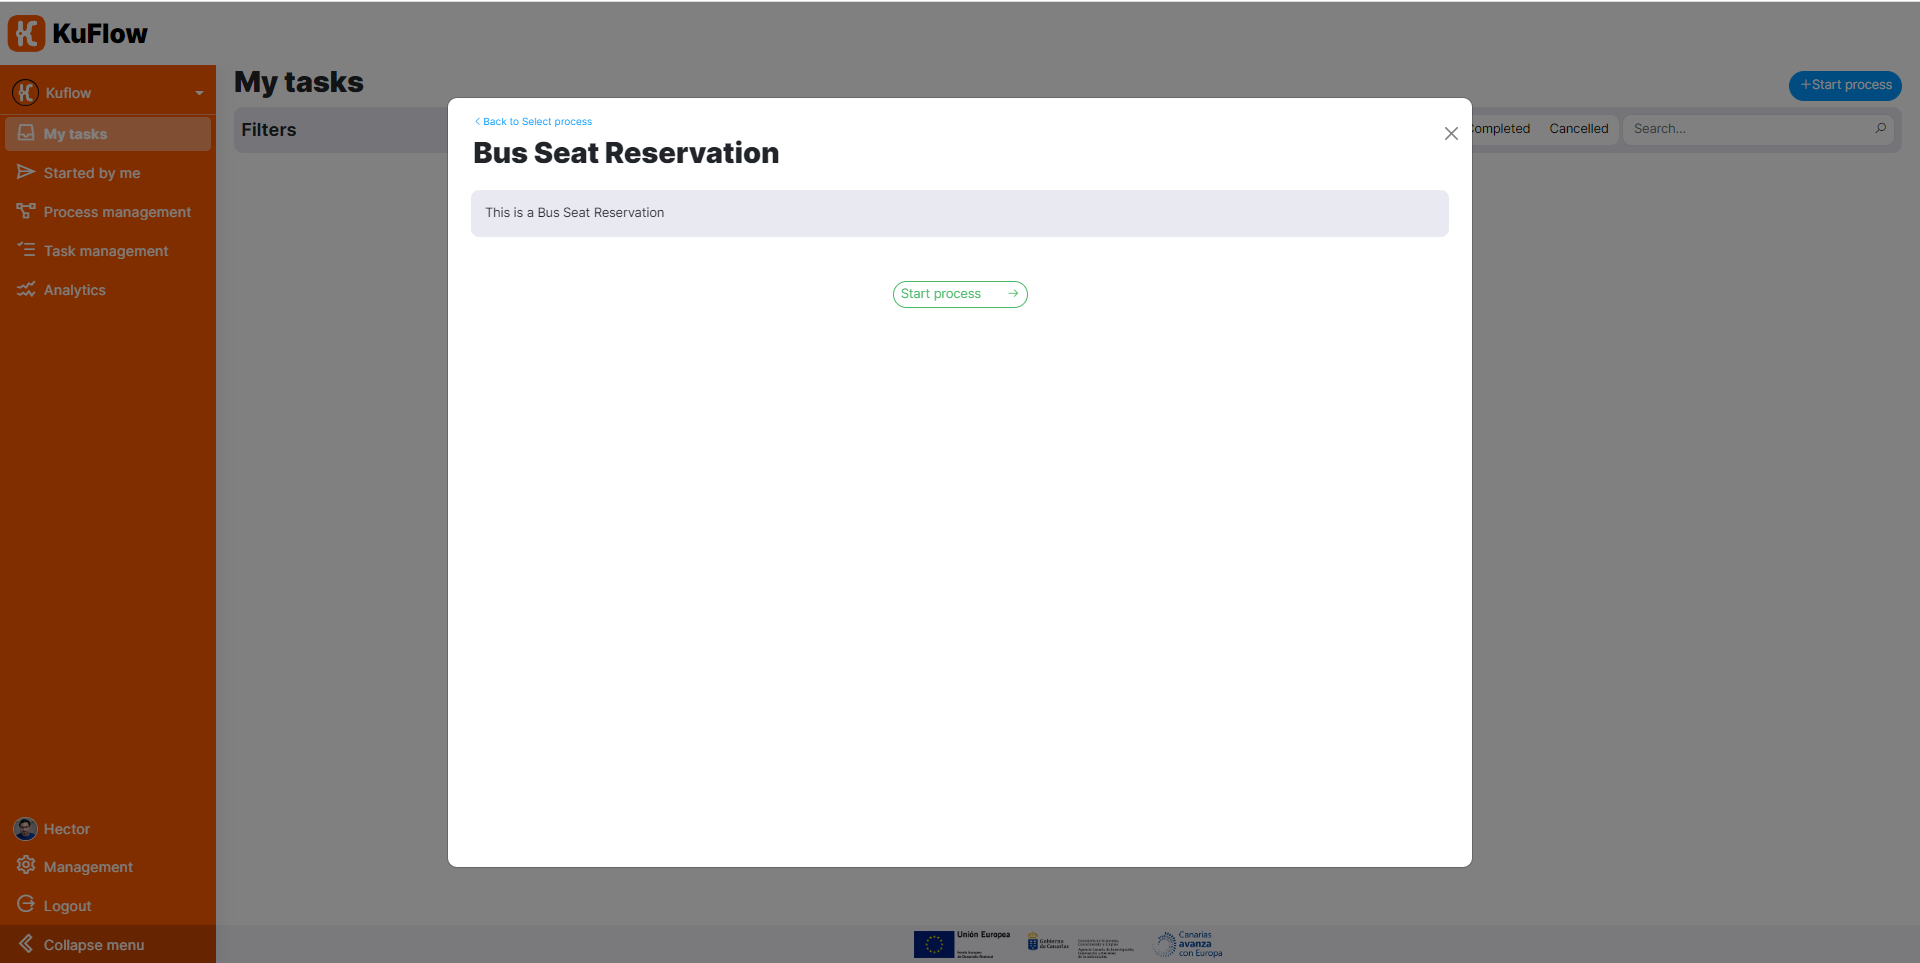 KuFlow
Kuflow
My tasks
Started by me
Process management
Task management
Analytics
Hector
Management
Logout
Collapse menu
My tasks
+Start process
Filters
Completed
Cancelled
Search...
Back to Select process
Bus Seat Reservation
This is a Bus Seat Reservation
Start process
Unión Europea
Gobierno
de Canarias
Canarias
avanza
con Europa